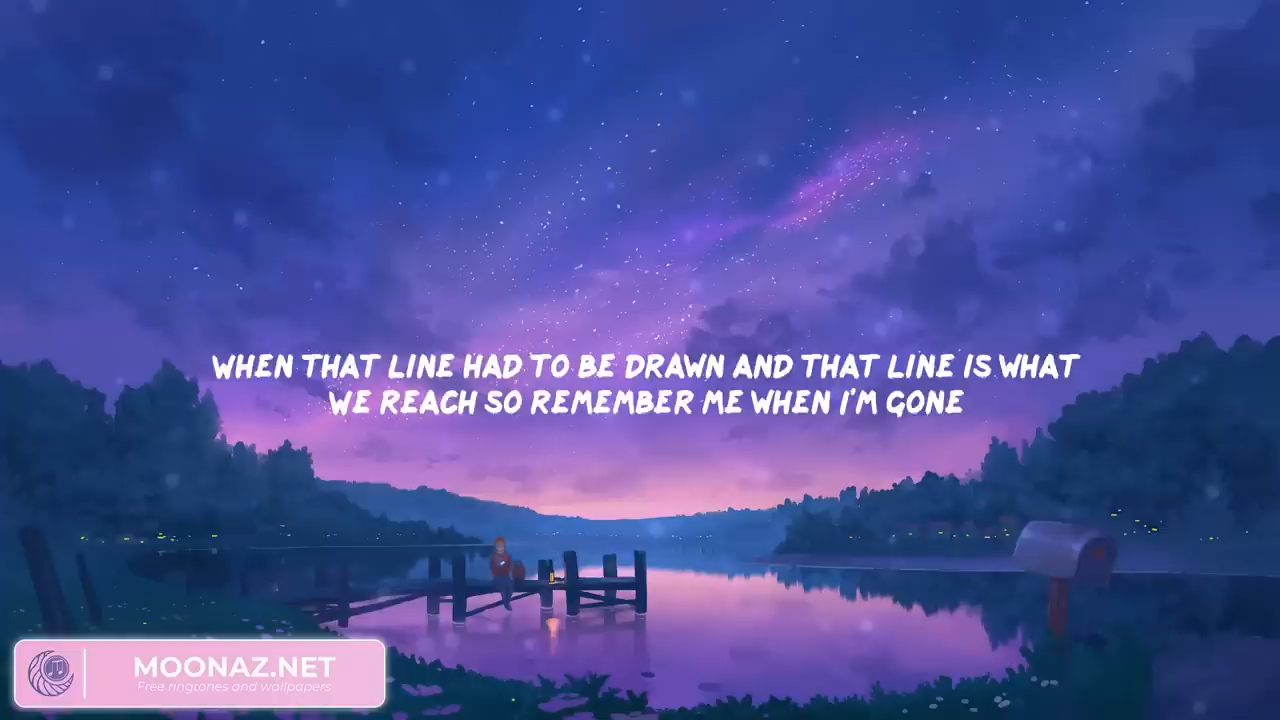 WHEN THAT LINE HAD TO BE DRAWN AND THAT LINE IS WHAT
WE REACH SO REMEMBER ME WHEN I'M GONE
MOONAZ.NET
Free ringtones and wallpapers